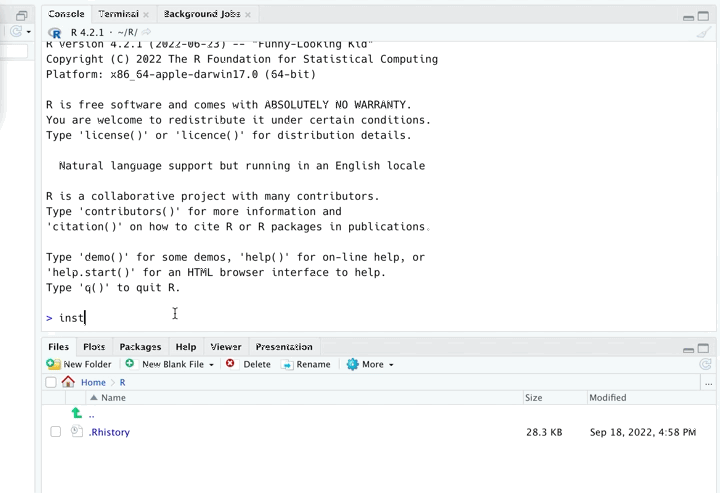 Console Terminal Background Jobs
R 4.2.1 · ~/R/
R version 4.2.1 (2022-06-23) -- "Funny-Looking Kid"
Copyright (C) 2022 The R Foundation for Statistical Computing
Platform: x86_64-apple-darwin17.0 (64-bit)
R is free software and comes with ABSOLUTELY NO WARRANTY.
You are welcome to redistribute it under certain conditions.
Type 'license()' or 'licence()' for distribution details.
Natural language support but running in an English locale
R is a collaborative project with many contributors.
Type 'contributors()' for more information and
'citation()' on how to cite R or R packages in publications.
Type 'demo()' for some demos, 'help()' for on-line help, or
'help.start()' for an HTML browser interface to help.
Type 'q()' to quit R.
> inst
Files Plots Packages Help Viewer Presentation
New Folder New Blank File Delete Rename More
Home R ...
Name Size Modified
..
.Rhistory 28.3 KB Sep 18, 2022, 4:58 PM